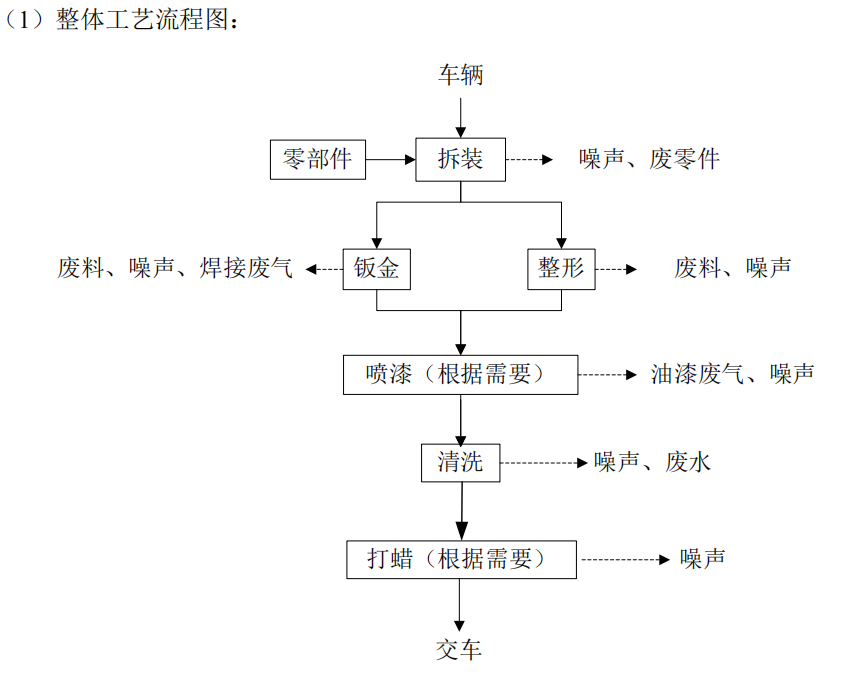 （1）整体工艺流程图：
车辆
零部件
拆装
噪声、废零件
废料、噪声、焊接废气
钣金
整形
废料、噪声
喷漆（根据需要）
油漆废气、噪声
清洗
噪声、废水
打蜡（根据需要）
噪声
交车